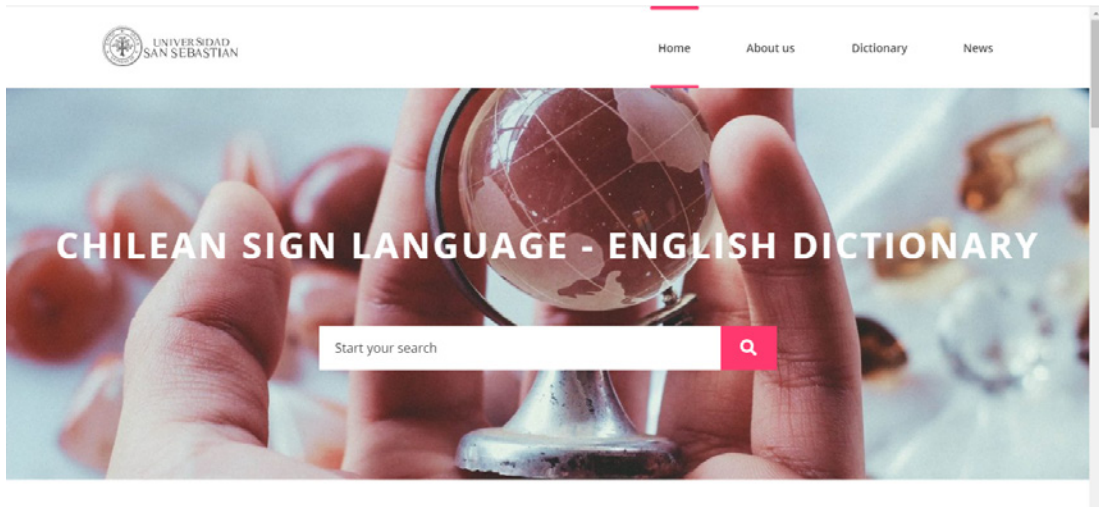 UNIVERSIDAD
SAN SEBASTIAN
Home About us Dictionary News
CHILEAN SIGN LANGUAGE - ENGLISH DICTIONARY
Start your search